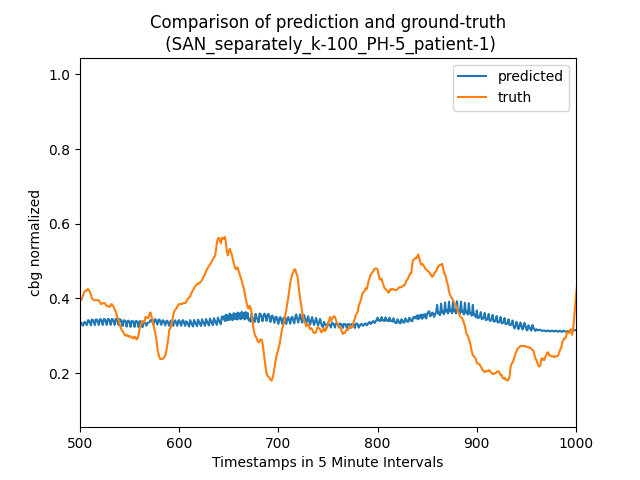 Comparison of prediction and ground-truth
(SAN_separately_k-100_PH-5_patient-1)
predicted
truth
cbg normalized
1.0
0.8
0.6
0.4
0.2
500
600
700
800
900
1000
Timestamps in 5 Minute Intervals